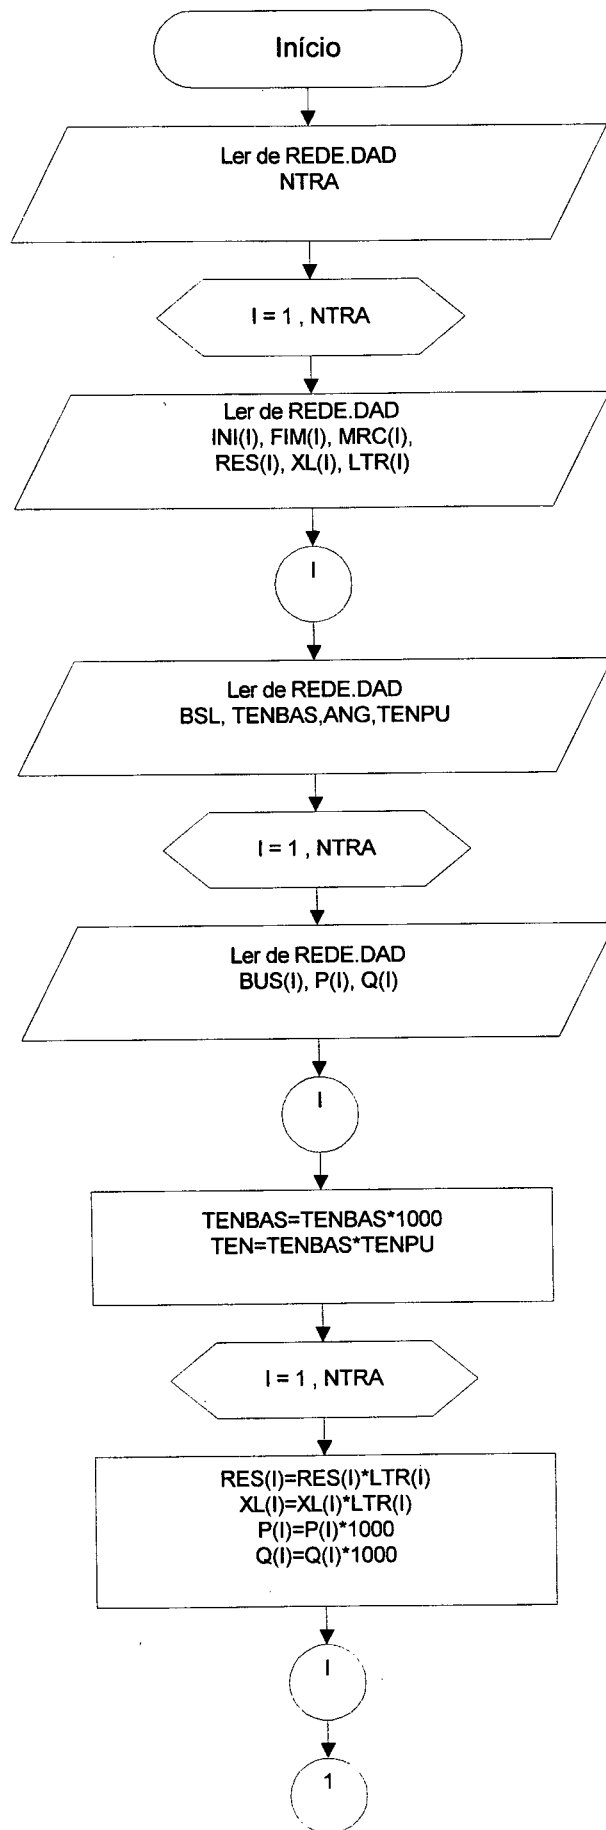 Início
Ler de REDE.DAD
NTRA
I = 1 , NTRA
Ler de REDE.DAD
INI(I), FIM(I), MRC(I),
RES(I), XL(I), LTR(I)
I
Ler de REDE.DAD
BSL, TENBAS,ANG,TENPU
I = 1 , NTRA
Ler de REDE.DAD
BUS(I), P(I), Q(I)
I
TENBAS=TENBAS*1000
TEN=TENBAS*TENPU
I = 1 , NTRA
RES(I)=RES(I)*LTR(I)
XL(I)=XL(I)*LTR(I)
P(I)=P(I)*1000
Q(I)=Q(I)*1000
I
1